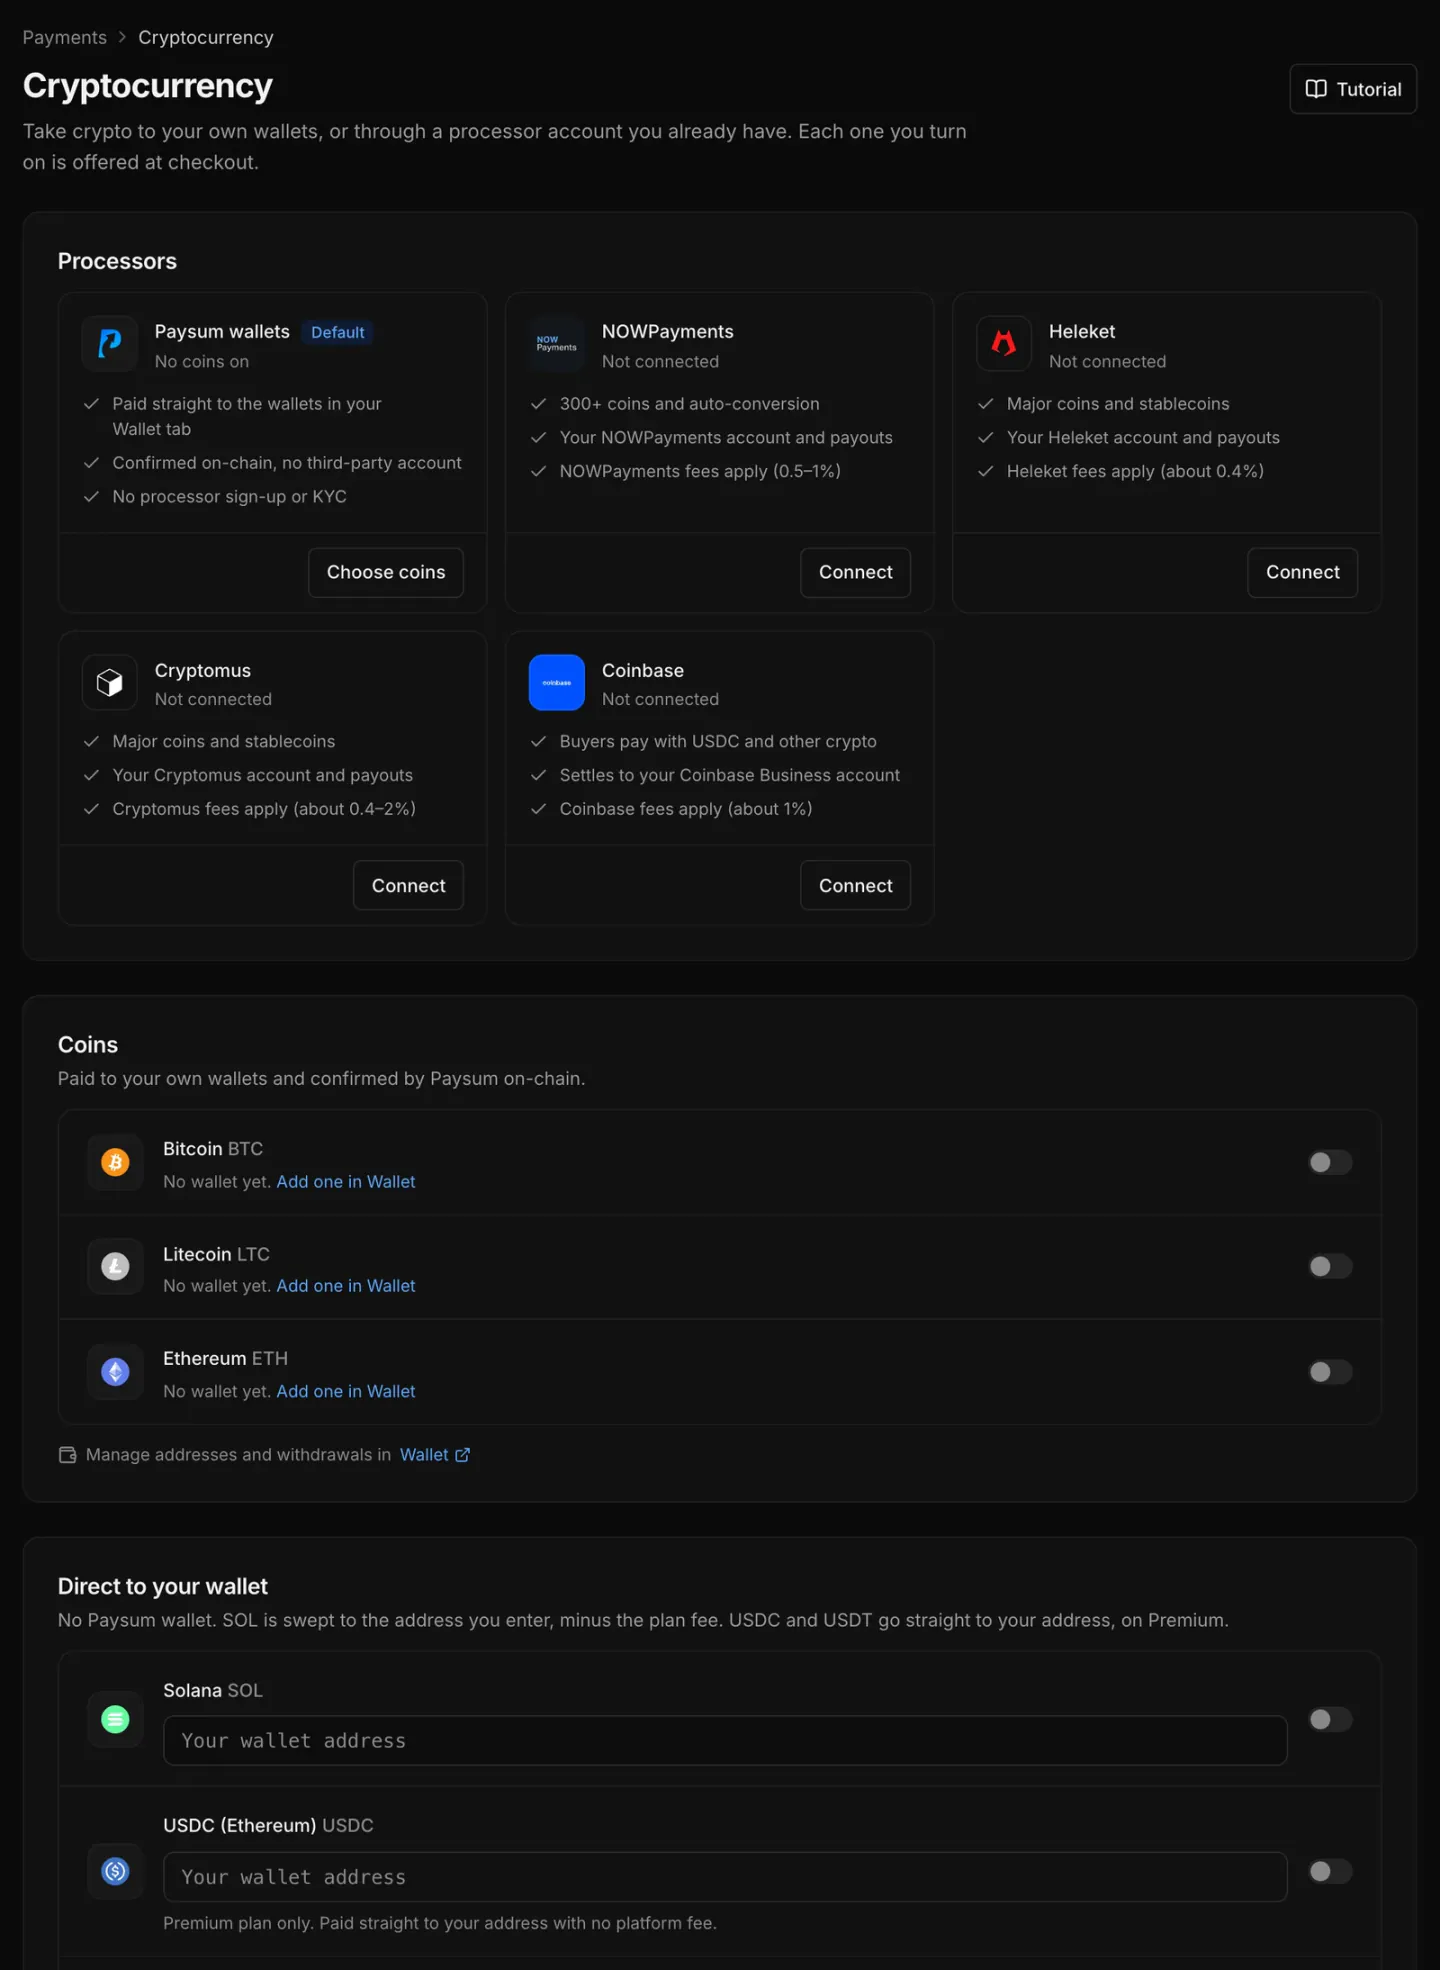 Payments > Cryptocurrency
Cryptocurrency
Tutorial
Take crypto to your own wallets, or through a processor account you already have. Each one you turn
on is offered at checkout.
Processors
Paysum wallets Default
No coins on
Paid straight to the wallets in your
Wallet tab
Confirmed on-chain, no third-party account
No processor sign-up or KYC
Choose coins
NOW
Payments
NOWPayments
Not connected
300+ coins and auto-conversion
Your NOWPayments account and payouts
NOWPayments fees apply (0.5–1%)
Connect
Heleket
Not connected
Major coins and stablecoins
Your Heleket account and payouts
Heleket fees apply (about 0.4%)
Connect
Cryptomus
Not connected
Major coins and stablecoins
Your Cryptomus account and payouts
Cryptomus fees apply (about 0.4–2%)
Connect
coinbase
Coinbase
Not connected
Buyers pay with USDC and other crypto
Settles to your Coinbase Business account
Coinbase fees apply (about 1%)
Connect
Coins
Paid to your own wallets and confirmed by Paysum on-chain.
Bitcoin BTC
No wallet yet. Add one in Wallet
Litecoin LTC
No wallet yet. Add one in Wallet
Ethereum ETH
No wallet yet. Add one in Wallet
Manage addresses and withdrawals in Wallet
Direct to your wallet
No Paysum wallet. SOL is swept to the address you enter, minus the plan fee. USDC and USDT go straight to your address, on Premium.
Solana SOL
Your wallet address
USDC (Ethereum) USDC
Your wallet address
Premium plan only. Paid straight to your address with no platform fee.